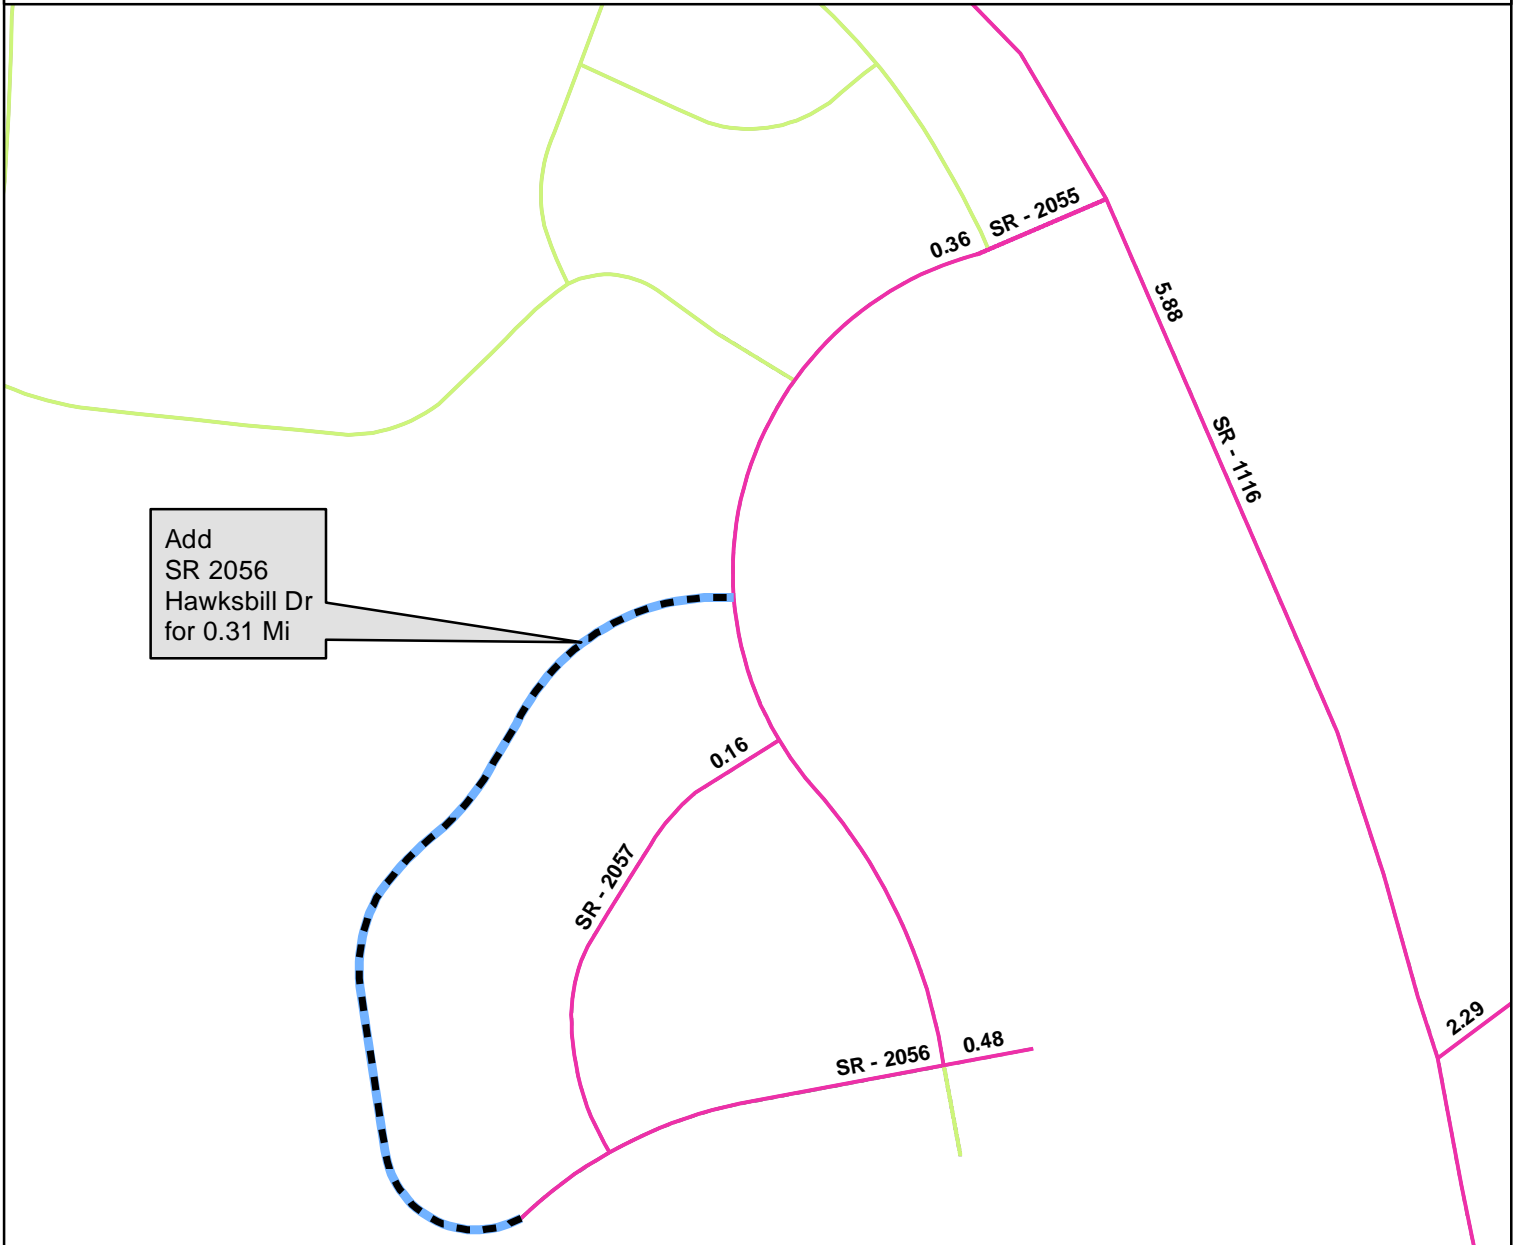 SR - 2055
0.36
5.88
SR - 1116
Add
SR 2056
Hawksbill Dr
for 0.31 Mi
0.16
SR - 2057
2.29
SR - 2056
0.48